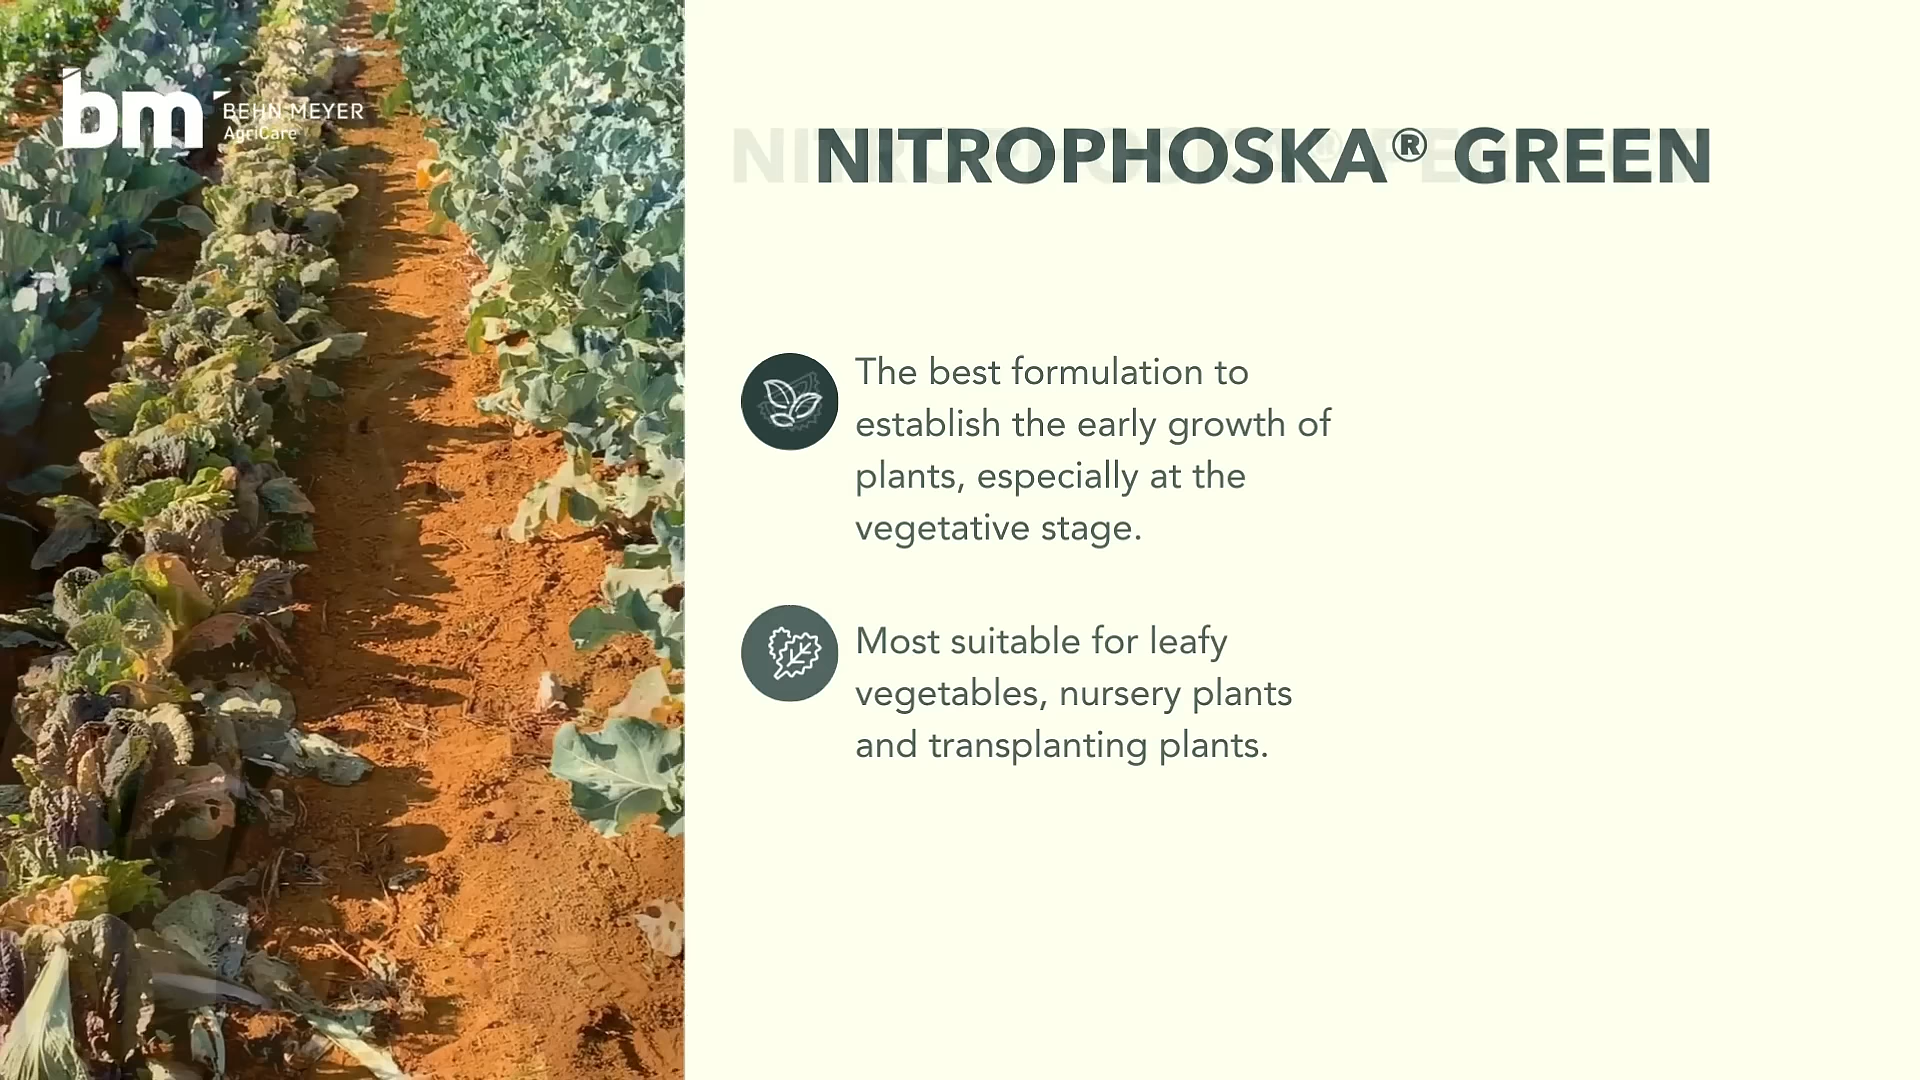 bm
BEHN MEYER
AgriCare
NITROPHOSKA® GREEN
The best formulation to
establish the early growth of
plants, especially at the
vegetative stage.
Most suitable for leafy
vegetables, nursery plants
and transplanting plants.